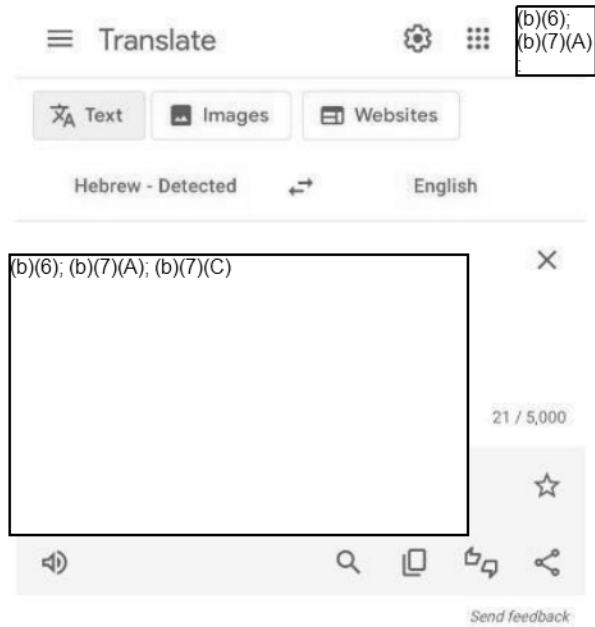 Translate
(b)(6);
(b)(7)(A)
;
Text Images Websites
Hebrew - Detected English
(b)(6); (b)(7)(A); (b)(7)(C)
21 / 5,000
Send feedback